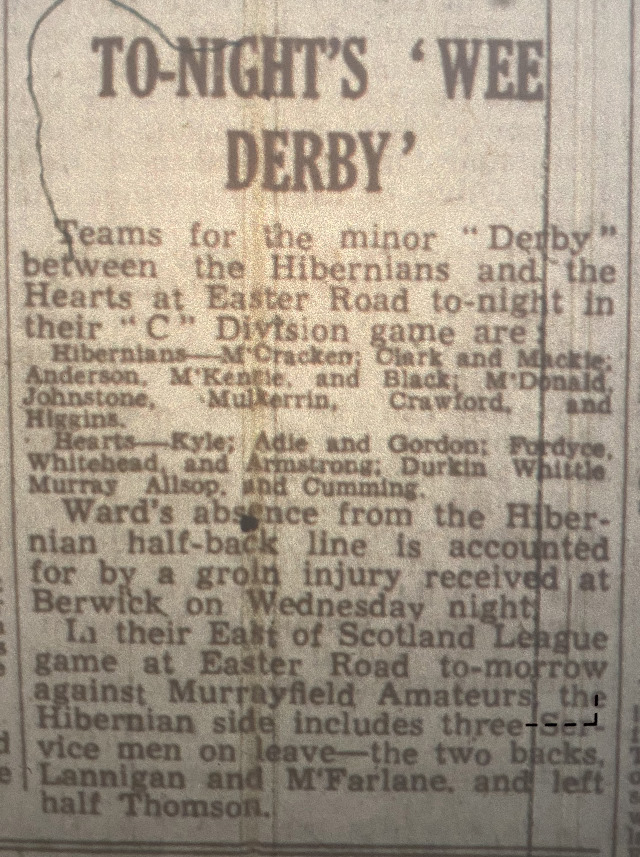 TO-NIGHT'S ‘WEE
DERBY’
Teams for the minor “Derby”
between the Hibernians and the
Hearts at Easter Road to-night in
their “C” Division game are:
Hibernians—M'Cracken; Clark and Mackie;
Anderson, M'Kenzie, and Black; M'Donald,
Johnstone, Mulkerrin, Crawford, and
Higgins.
Hearts—Kyle; Adie and Gordon; Fordyce,
Whitehead, and Armstrong; Durkin Whittle
Murray Allsop, and Cumming.
Ward's absence from the Hiber-
nian half-back line is accounted
for by a groin injury received at
Berwick on Wednesday night.
In their East of Scotland League
game at Easter Road to-morrow
against Murrayfield Amateurs the
Hibernian side includes three Ser-
vice men on leave—the two backs,
Lannigan and M'Farlane, and left
half Thomson.